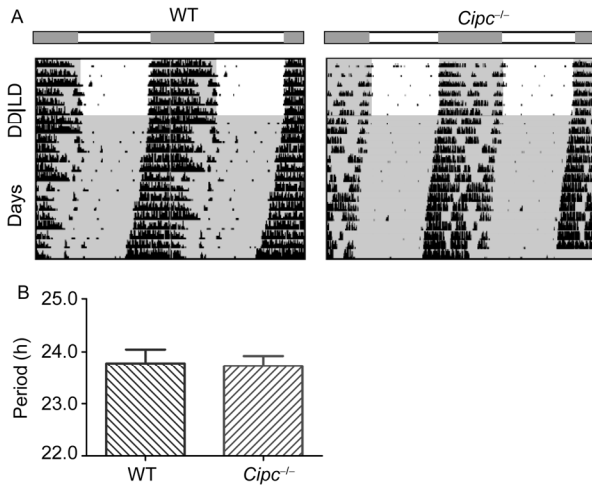 A
WT
Cipc⁻/⁻
DD|LD
Days
B
Period (h)
25.0
24.0
23.0
22.0
WT
Cipc⁻/⁻